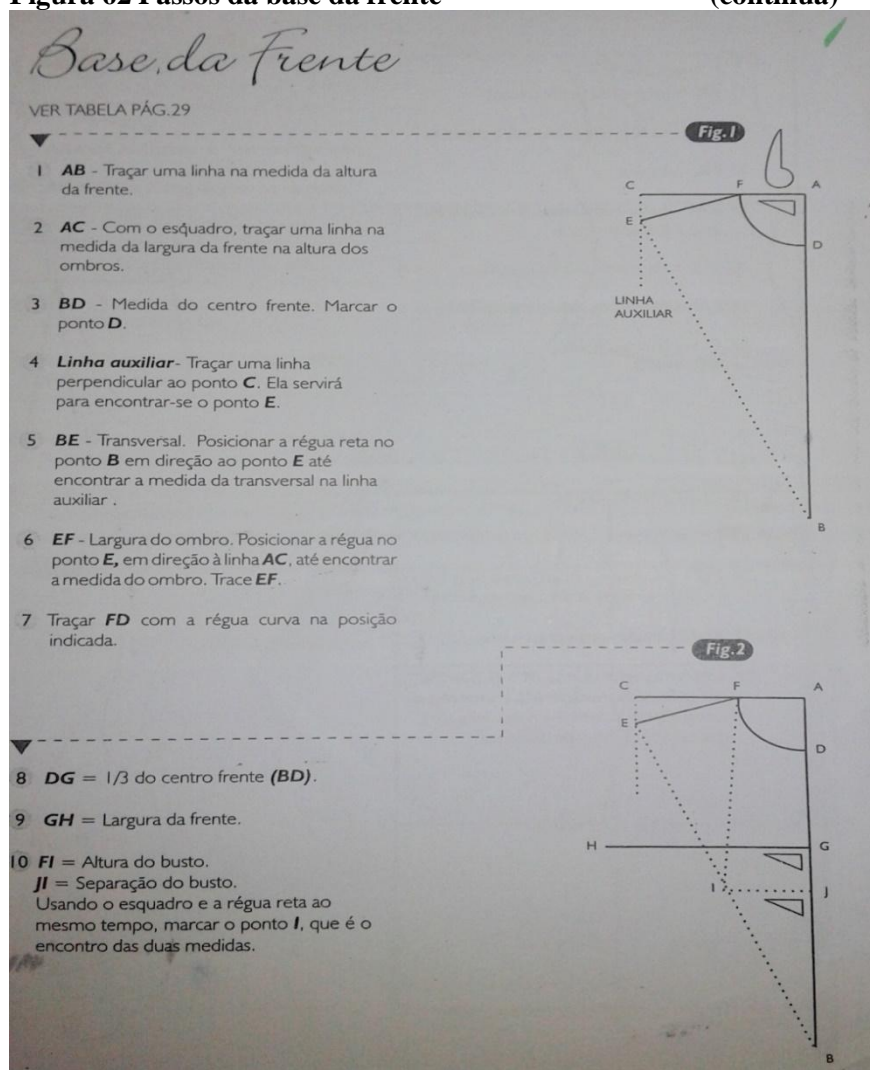 Figura 02 Passos da base da frente (continua)
Base da Frente
VER TABELA PÁG.29
Fig.1
1 AB - Traçar uma linha na medida da altura
da frente.
2 AC - Com o esquadro, traçar uma linha na
medida da largura da frente na altura dos
ombros.
3 BD - Medida do centro frente. Marcar o
ponto D.
4 Linha auxiliar- Traçar uma linha
perpendicular ao ponto C. Ela servirá
para encontrar-se o ponto E.
5 BE - Transversal. Posicionar a régua reta no
ponto B em direção ao ponto E até
encontrar a medida da transversal na linha
auxiliar .
6 EF - Largura do ombro. Posicionar a régua no
ponto E, em direção à linha AC, até encontrar
a medida do ombro. Trace EF.
7 Traçar FD com a régua curva na posição
indicada.
C F A
E
D
LINHA
AUXILIAR
B
Fig.2
8 DG = 1/3 do centro frente (BD).
9 GH = Largura da frente.
10 FI = Altura do busto.
JI = Separação do busto.
Usando o esquadro e a régua reta ao
mesmo tempo, marcar o ponto I, que é o
encontro das duas medidas.
C F A
E
D
H G
I J
B